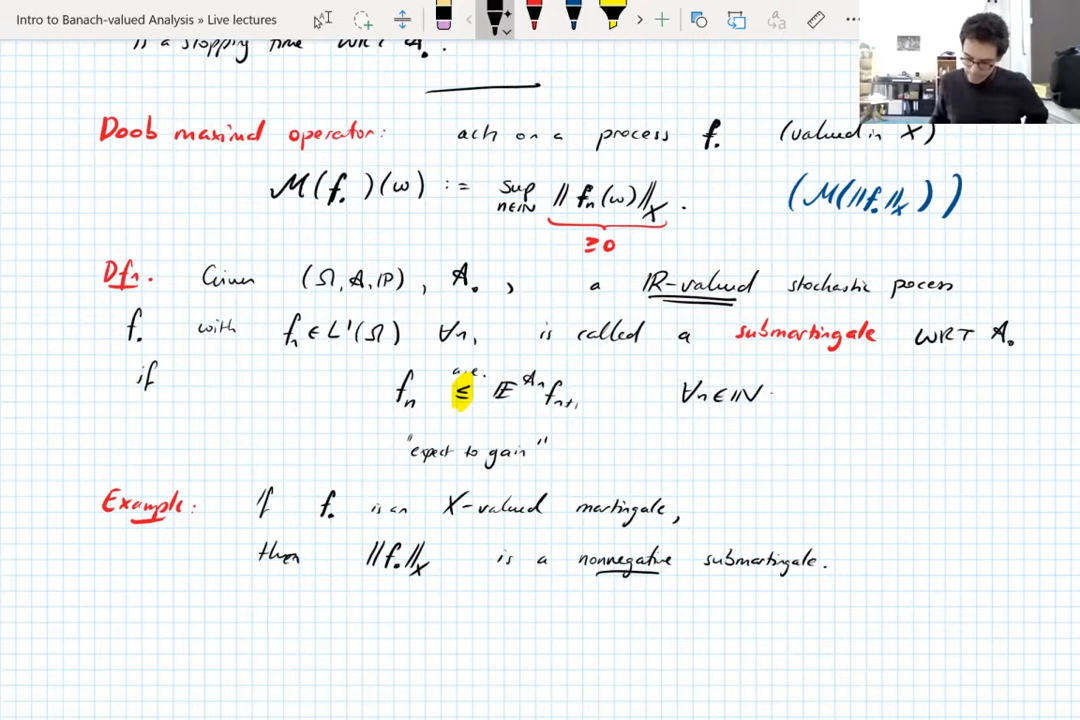 Intro to Banach-valued Analysis » Live lectures
is a stopping time WRT A.
Doob maximal operator: acts on a process f. (valued in X)
M(f.)(ω) := sup n∈ℕ ‖fn(ω)‖X. (M(‖f.‖X))
≥0
Dfn. Given (Ω, A, ℙ), A., a ℝ-valued stochastic pocess
f. with fn ∈ L¹(Ω) ∀n, is called a submartingale WRT A.
if fn ≤ a.e. 𝔼^An fn+1 ∀n∈ℕ.
"expect to gain"
Example: If f. is an X-valued martingale,
then ‖f.‖X is a nonnegative submartingale.